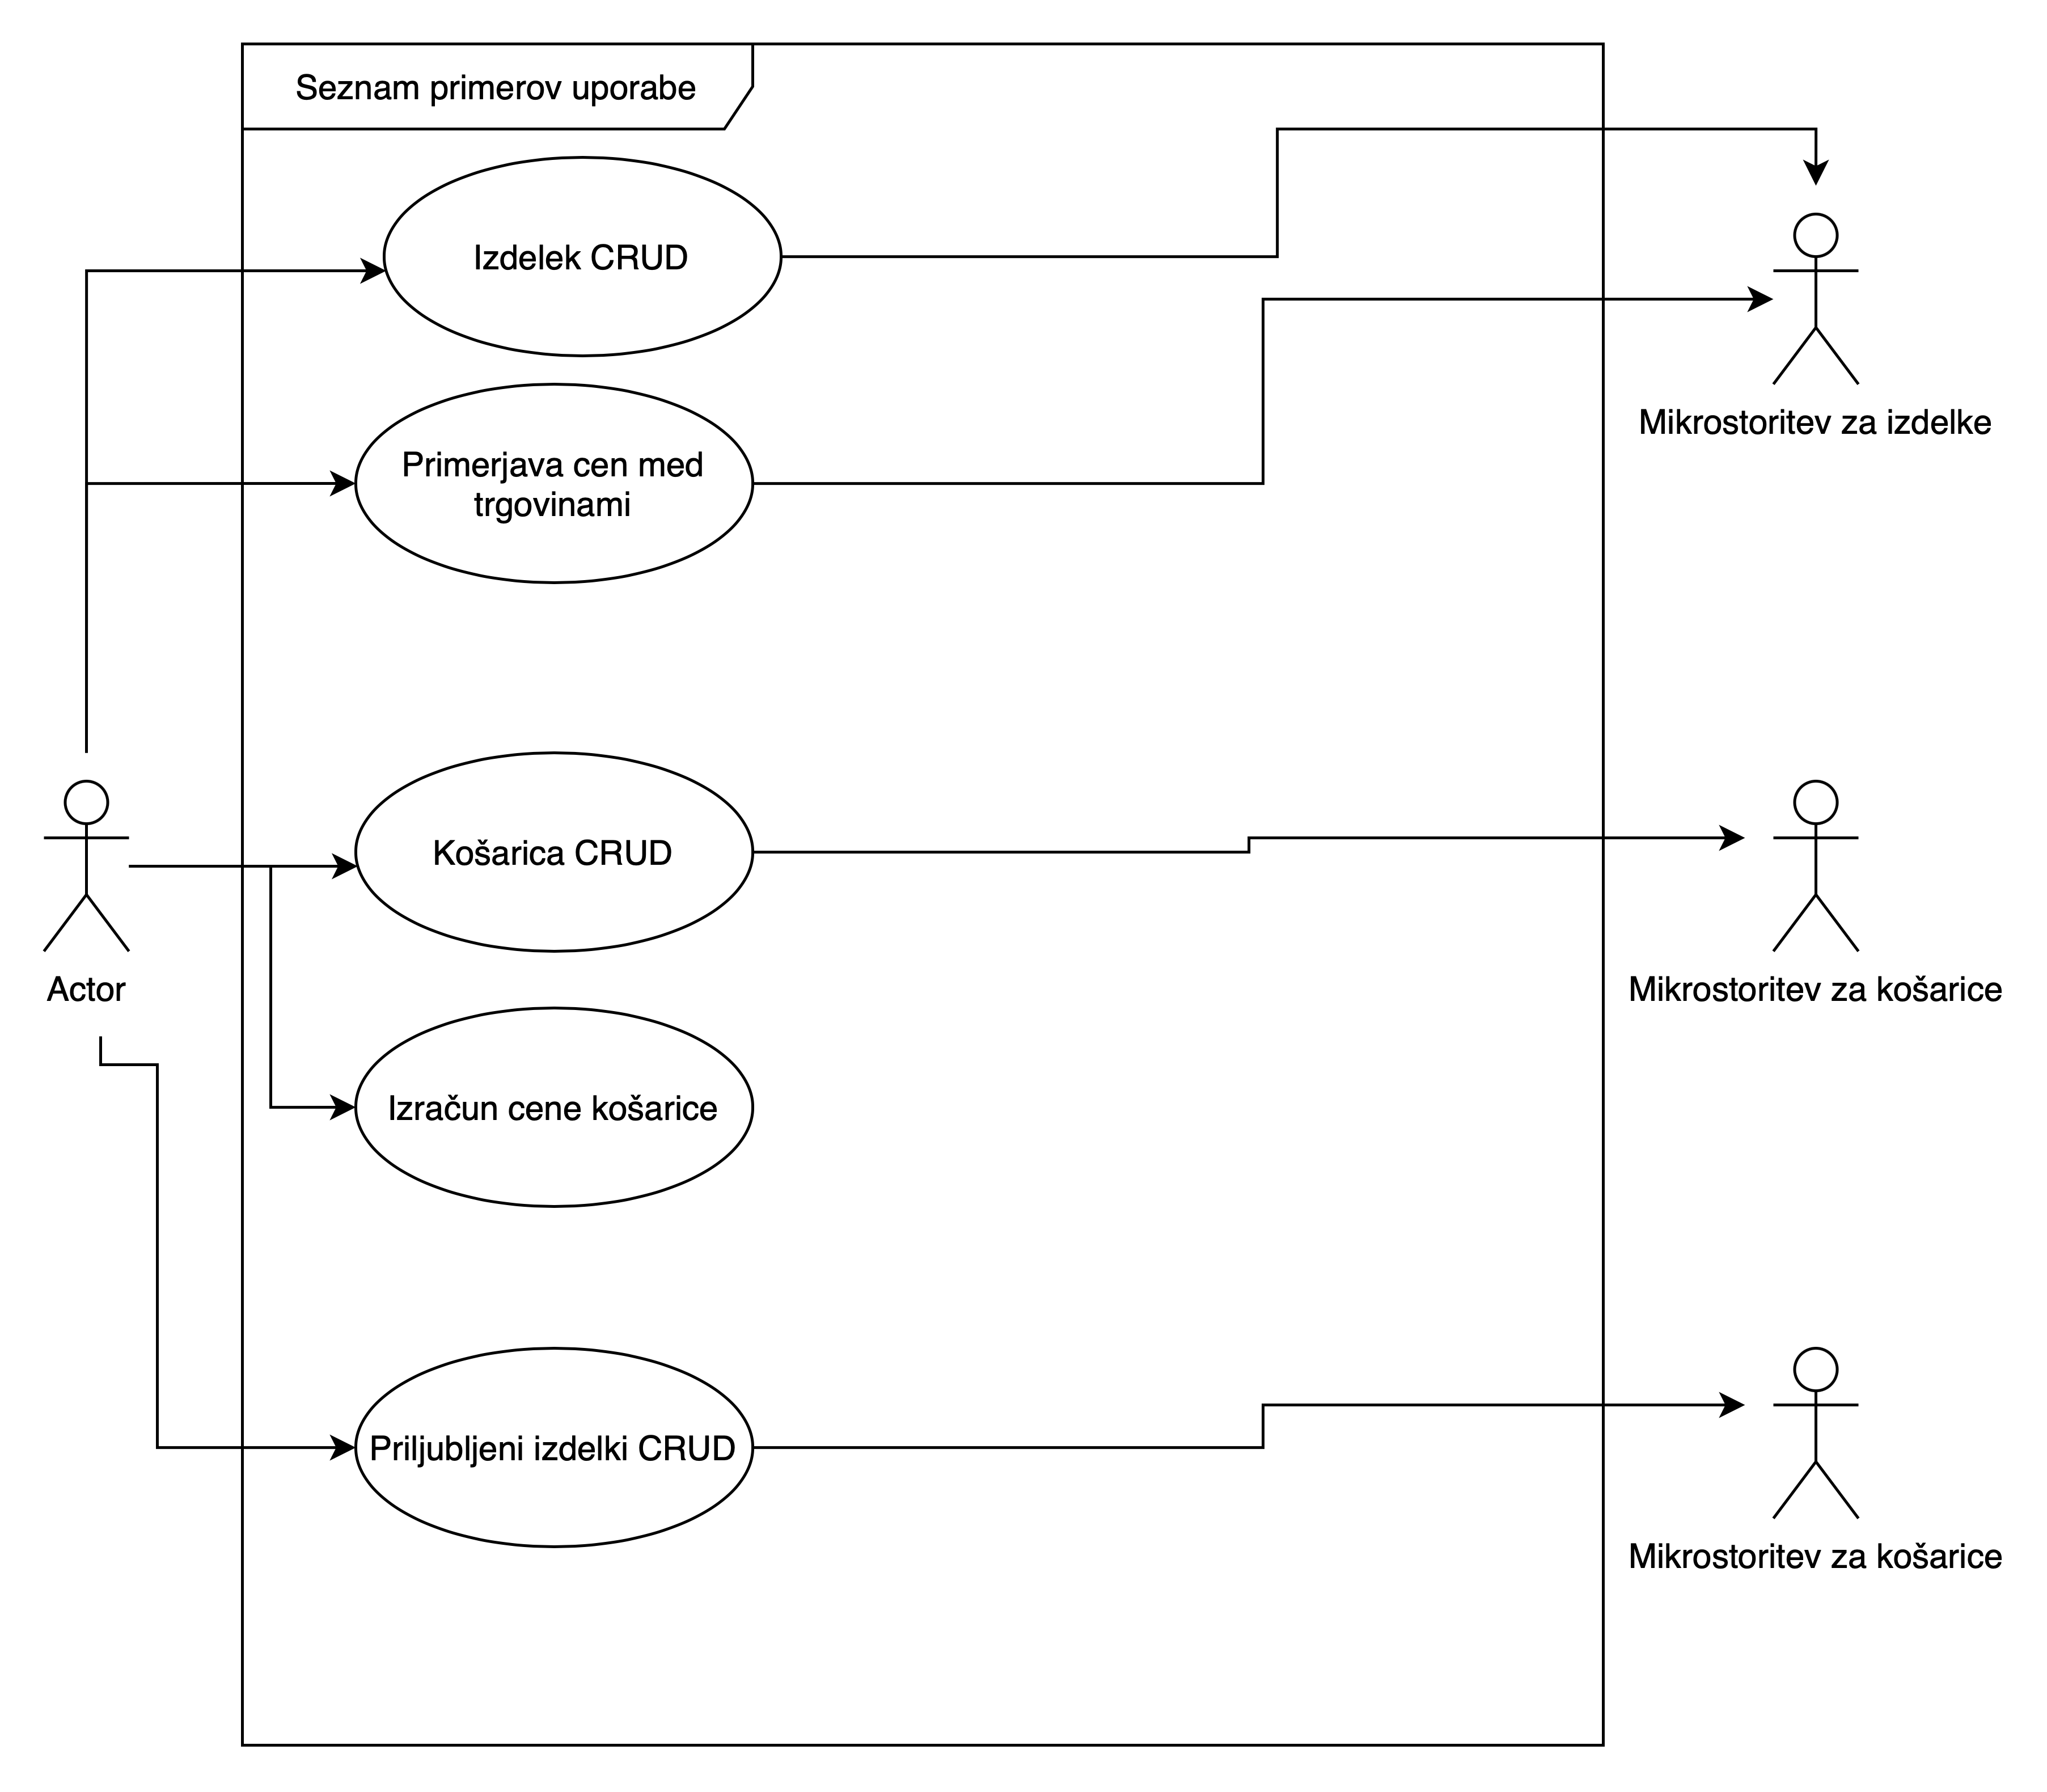 Seznam primerov uporabe
Izdelek CRUD
Mikrostoritev za izdelke
Primerjava cen med
trgovinami
Košarica CRUD
Actor
Mikrostoritev za košarice
Izračun cene košarice
Priljubljeni izdelki CRUD
Mikrostoritev za košarice